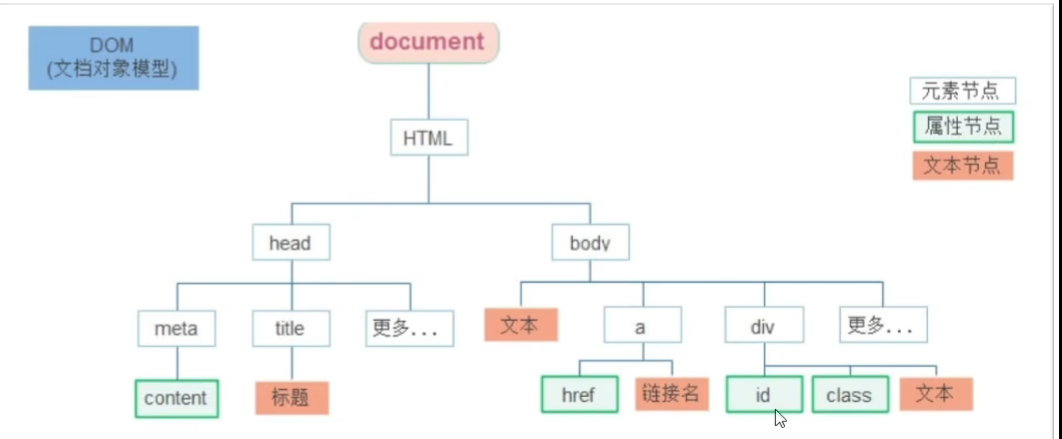 DOM
(文档对象模型)
document
元素节点
属性节点
文本节点
HTML
head
body
meta
title
更多...
文本
a
div
更多...
content
标题
href
链接名
id
class
文本